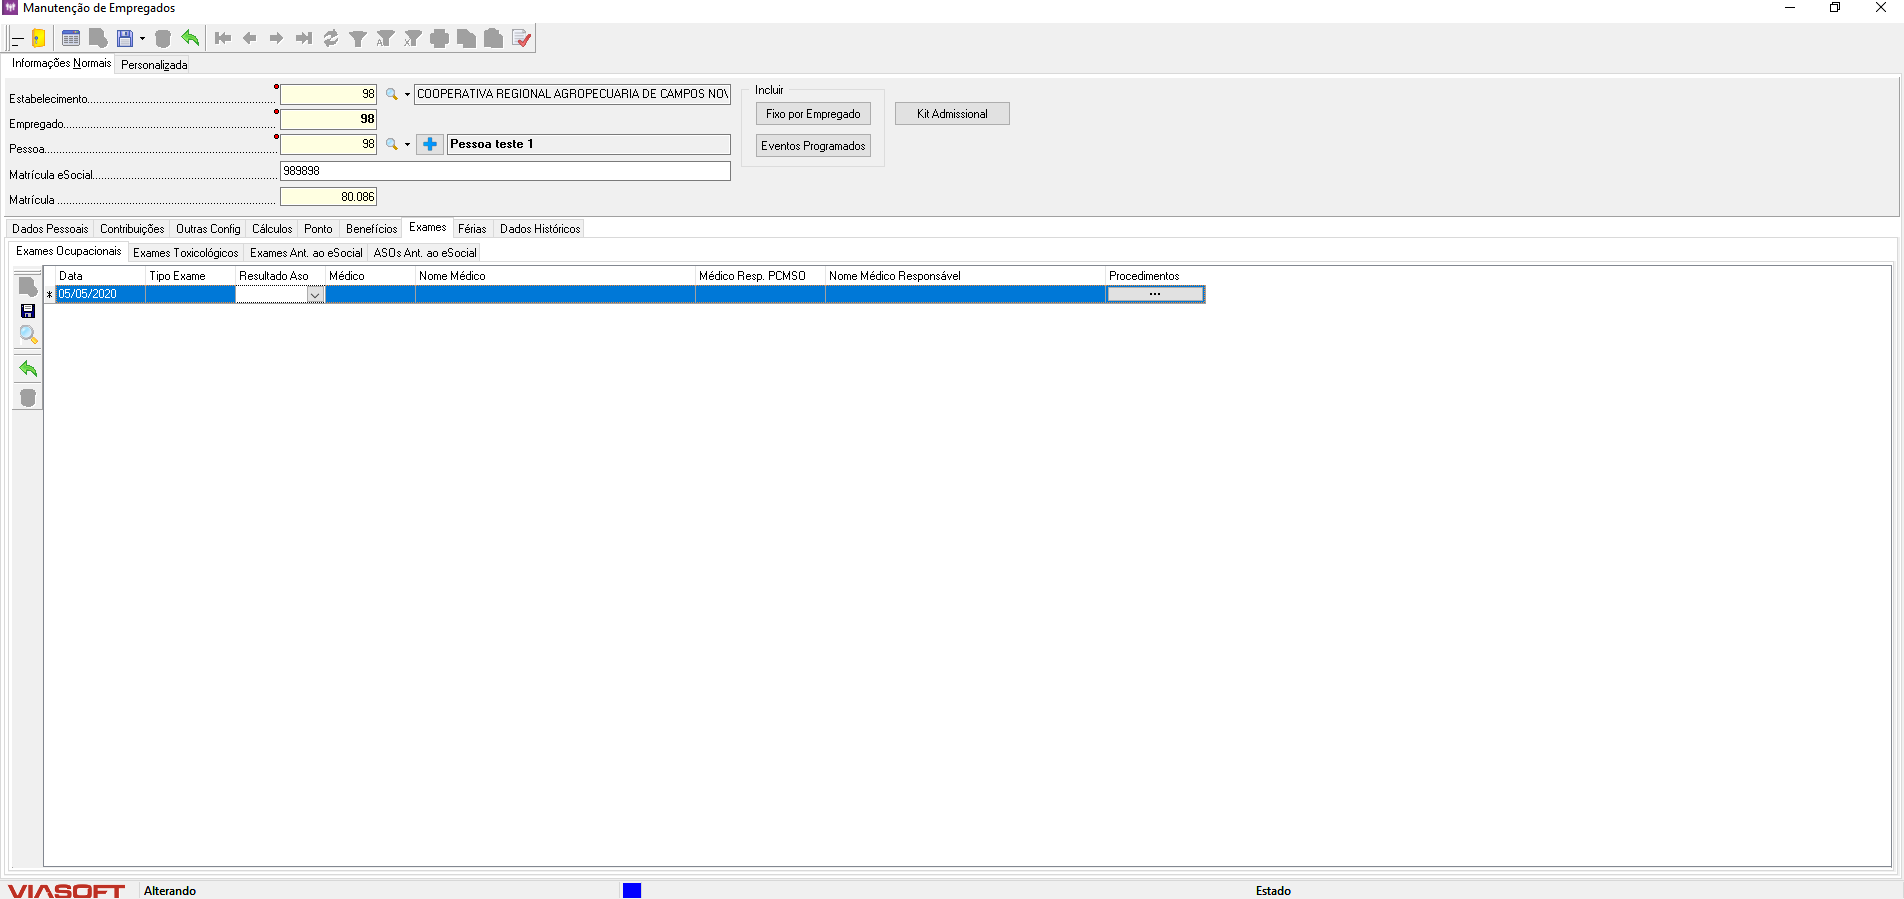 Manutenção de Empregados
Informações Normais Personalizada
Estabelecimento 98 COOPERATIVA REGIONAL AGROPECUARIA DE CAMPOS NOV
Empregado 98
Pessoa 98 Pessoa teste 1
Matrícula eSocial 989898
Matrícula 80.086
Incluir
Fixo por Empregado
Eventos Programados
Kit Admissional
Dados Pessoais Contribuições Outras Config Cálculos Ponto Benefícios Exames Férias Dados Históricos
Exames Ocupacionais Exames Toxicológicos Exames Ant. ao eSocial ASOs Ant. ao eSocial
Data Tipo Exame Resultado Aso Médico Nome Médico Médico Resp. PCMSO Nome Médico Responsável Procedimentos
* 05/05/2020 ...
VIASOFT Alterando Estado